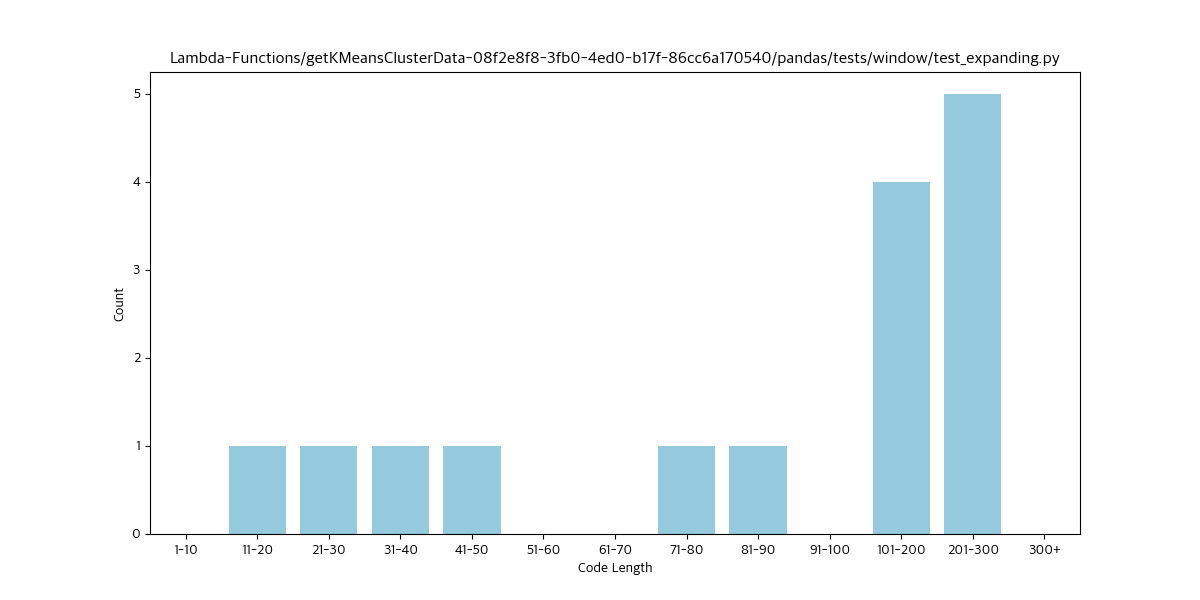 Lambda-Functions/getKMeansClusterData-08f2e8f8-3fb0-4ed0-b17f-86cc6a170540/pandas/tests/window/test_expanding.py
5
4
3
2
1
0
Count
1-10 11-20 21-30 31-40 41-50 51-60 61-70 71-80 81-90 91-100 101-200 201-300 300+
Code Length